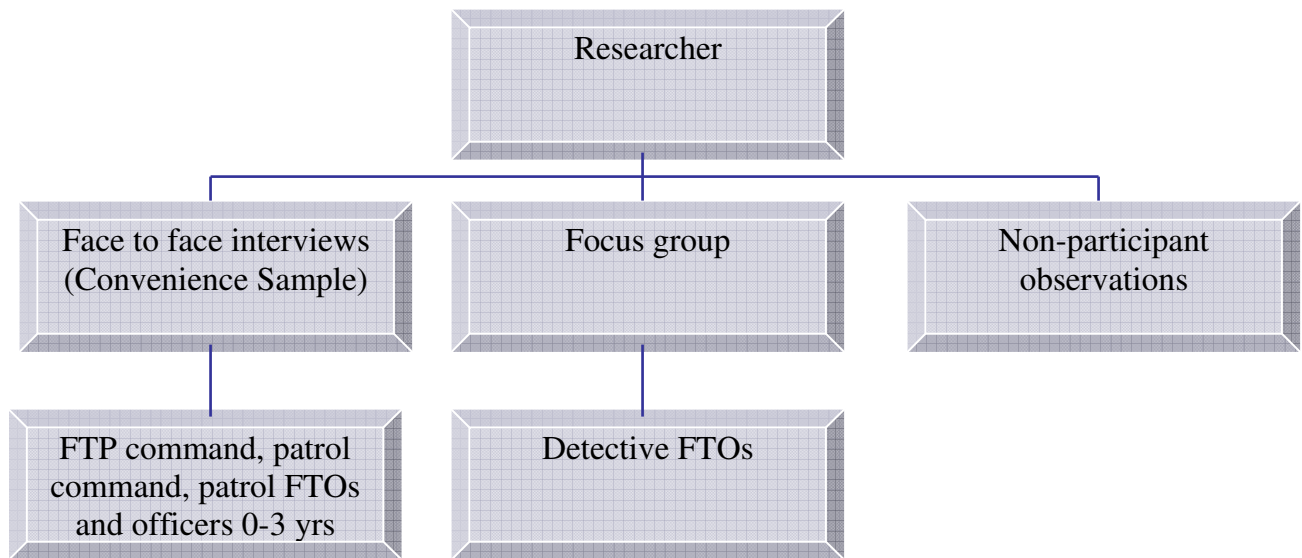 Researcher
Face to face interviews
(Convenience Sample)
Focus group
Non-participant
observations
FTP command, patrol
command, patrol FTOs
and officers 0-3 yrs
Detective FTOs